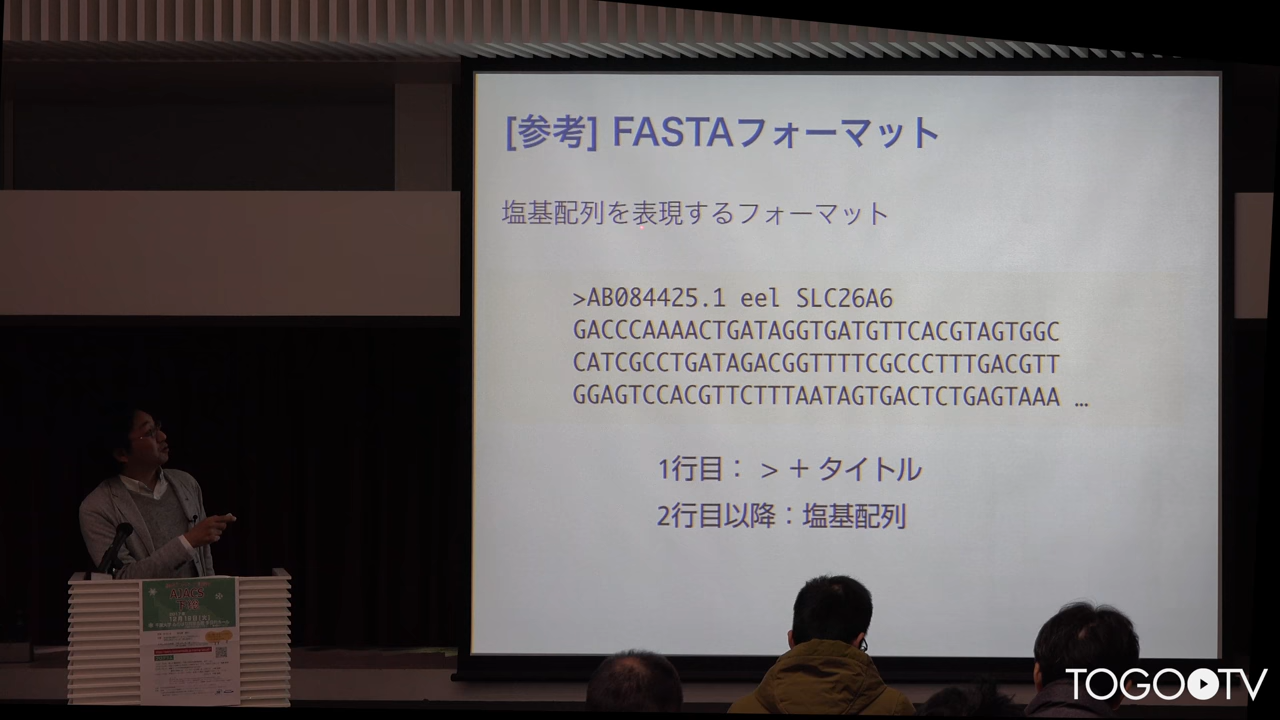 [参考] FASTAフォーマット
塩基配列を表現するフォーマット
>AB084425.1 eel SLC26A6
GACCCAAAACTGATAGGTGATGTTCACGTAGTGGC
CATCGCCTGATAGACGGTTTTCGCCCTTTGACGTT
GGAGTCCACGTTCTTTAATAGTGACTCTGAGTAAA …
1行目： > + タイトル
2行目以降：塩基配列
AJACS
TOGOTV